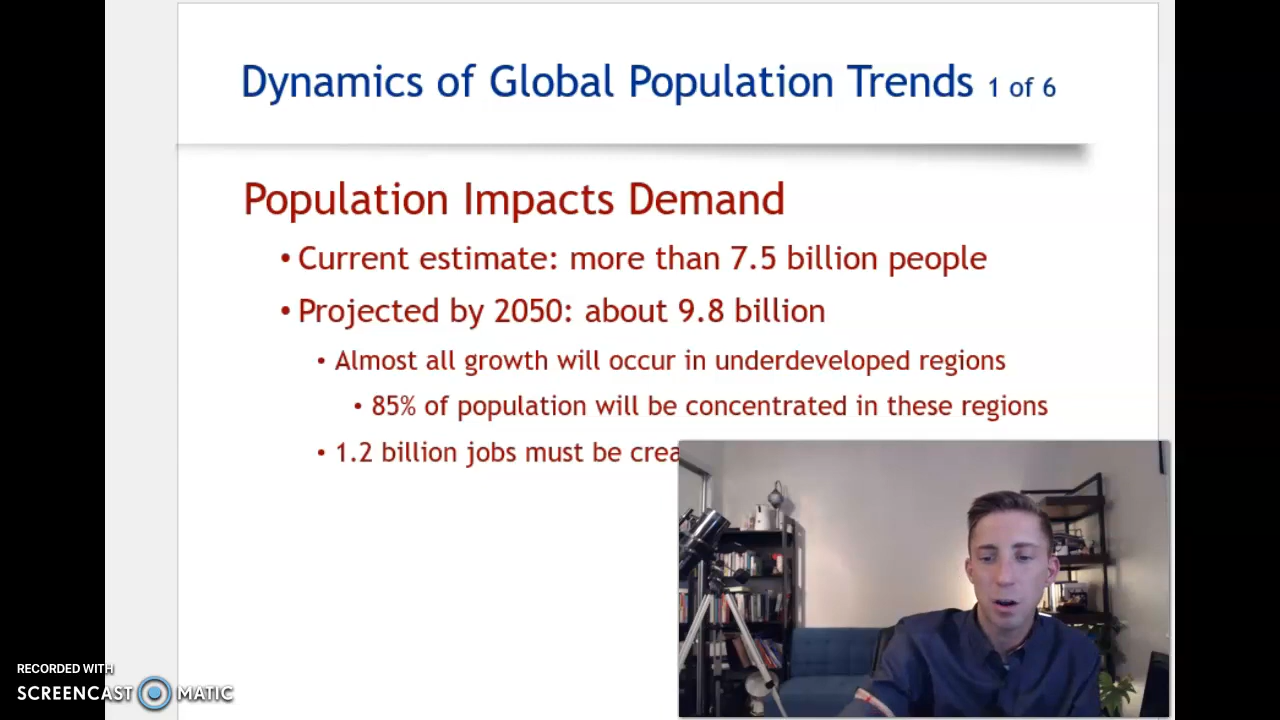 Dynamics of Global Population Trends 1 of 6
Population Impacts Demand
• Current estimate: more than 7.5 billion people
• Projected by 2050: about 9.8 billion
• Almost all growth will occur in underdeveloped regions
• 85% of population will be concentrated in these regions
• 1.2 billion jobs must be crea
RECORDED WITH
SCREENCAST MATIC